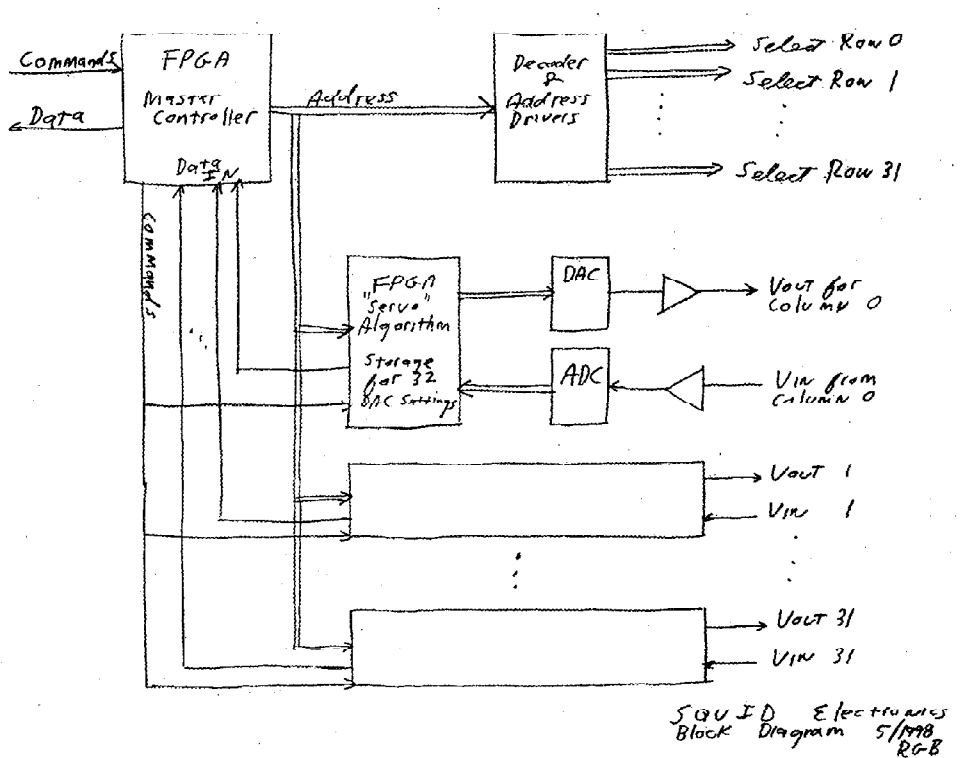 Commands
Data
FPGA
Master
Controller
Data
IN
Address
Decoder
&
Address
Drivers
Select Row 0
Select Row 1
Select Row 31
Commands
FPGA
"Servo"
Algorithm
Storage
for 32
DAC Settings
DAC
ADC
Vout for
Column 0
VIN from
Column 0
Vout 1
VIN 1
Vout 31
VIN 31
SQUID Electronics
Block Diagram 5/1998
RGB